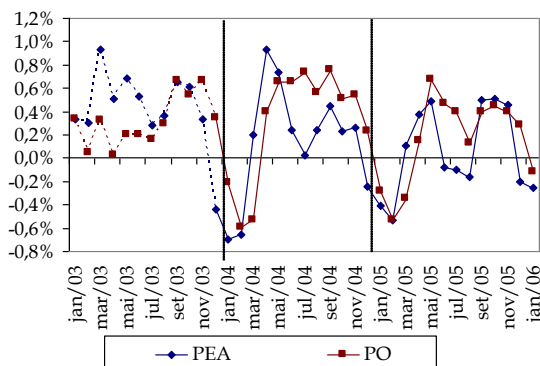 1,2%
1,0%
0,8%
0,6%
0,4%
0,2%
0,0%
-0,2%
-0,4%
-0,6%
-0,8%
jan/03
mar/03
mai/03
jul/03
set/03
nov/03
jan/04
mar/04
mai/04
jul/04
set/04
nov/04
jan/05
mar/05
mai/05
jul/05
set/05
nov/05
jan/06
PEA
PO